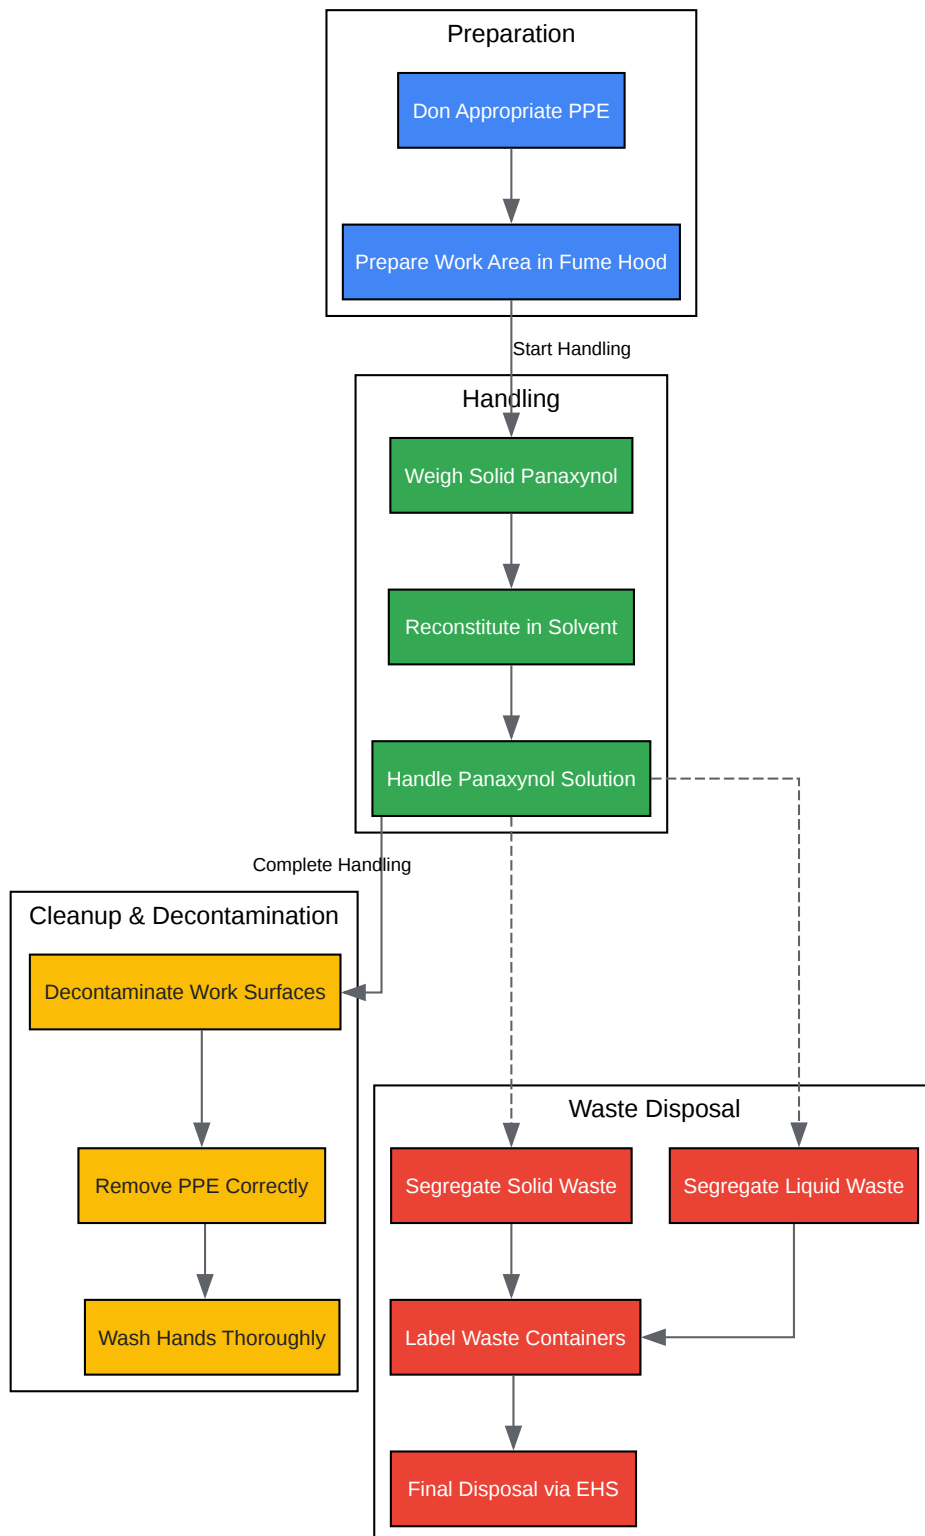 Preparation
Don Appropriate PPE
Prepare Work Area in Fume Hood
Start Handling
Handling
Weigh Solid Panaxynol
Reconstitute in Solvent
Handle Panaxynol Solution
Complete Handling
Cleanup & Decontamination
Decontaminate Work Surfaces
Remove PPE Correctly
Wash Hands Thoroughly
Waste Disposal
Segregate Solid Waste
Segregate Liquid Waste
Label Waste Containers
Final Disposal via EHS